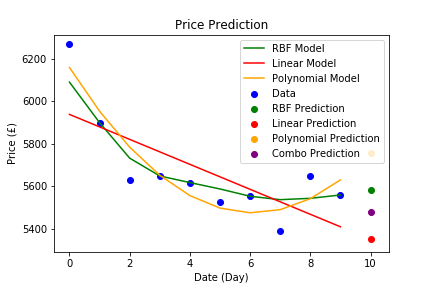 Price Prediction
RBF Model
Linear Model
Polynomial Model
Data
RBF Prediction
Linear Prediction
Polynomial Prediction
Combo Prediction
Price (£)
6200
6000
5800
5600
5400
0 2 4 6 8 10
Date (Day)